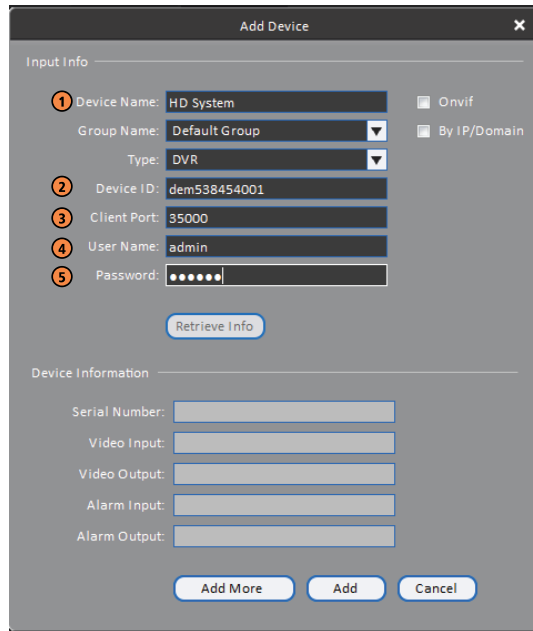 Add Device
Input Info
1 Device Name: HD System Onvif
Group Name: Default Group By IP/Domain
Type: DVR
2 Device ID: dem538454001
3 Client Port: 35000
4 User Name: admin
5 Password: ●●●●●●
Retrieve Info
Device Information
Serial Number:
Video Input:
Video Output:
Alarm Input:
Alarm Output:
Add More Add Cancel